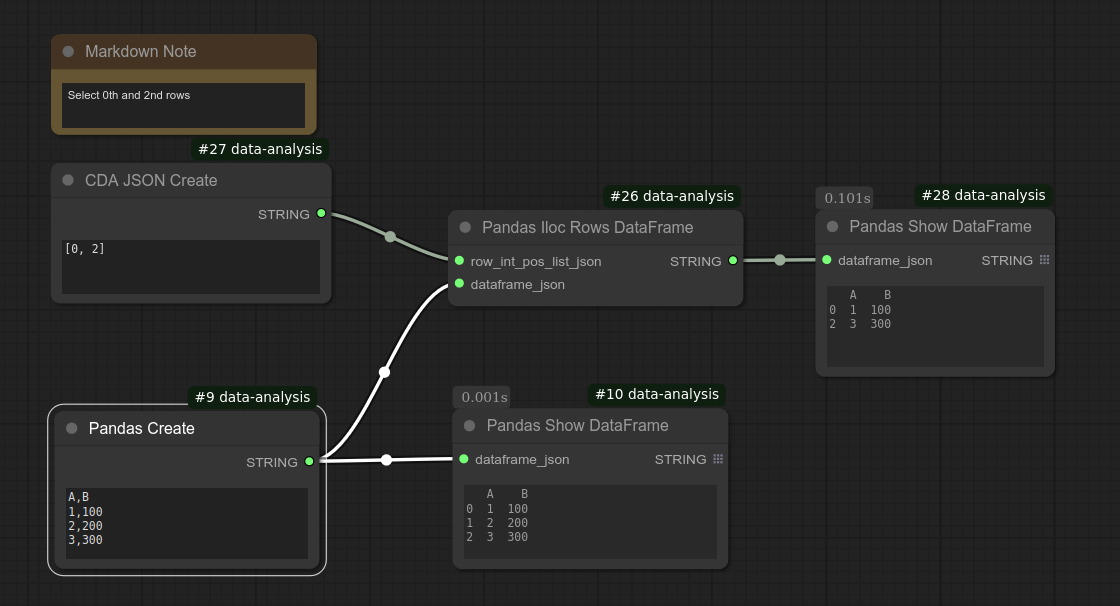 Markdown Note
Select 0th and 2nd rows
#27 data-analysis
CDA JSON Create
STRING
[0, 2]
#26 data-analysis
Pandas Iloc Rows DataFrame
row_int_pos_list_json STRING
dataframe_json
0.101s #28 data-analysis
Pandas Show DataFrame
dataframe_json STRING
A B
0 1 100
2 3 300
#9 data-analysis
Pandas Create
STRING
A,B
1,100
2,200
3,300
0.001s #10 data-analysis
Pandas Show DataFrame
dataframe_json STRING
A B
0 1 100
1 2 200
2 3 300